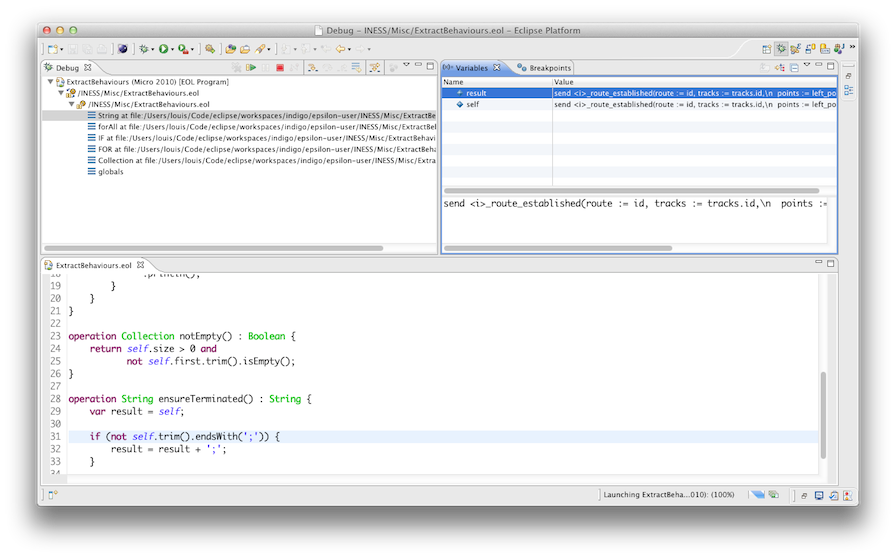 Debug – INESS/Misc/ExtractBehaviours.eol – Eclipse Platform
Debug
ExtractBehaviours (Micro 2010) [EOL Program]
/INESS/Misc/ExtractBehaviours.eol
/INESS/Misc/ExtractBehaviours.eol
String at file:/Users/louis/Code/eclipse/workspaces/indigo/epsilon-user/INESS/Misc/ExtractBe
forAll at file:/Users/louis/Code/eclipse/workspaces/indigo/epsilon-user/INESS/Misc/ExtractBeh
IF at file:/Users/louis/Code/eclipse/workspaces/indigo/epsilon-user/INESS/Misc/ExtractBehavi
FOR at file:/Users/louis/Code/eclipse/workspaces/indigo/epsilon-user/INESS/Misc/ExtractBeha
Collection at file:/Users/louis/Code/eclipse/workspaces/indigo/epsilon-user/INESS/Misc/Extra
globals
Variables
Breakpoints
Name Value
result send <i>_route_established(route := id, tracks := tracks.id,\n points := left_po
self send <i>_route_established(route := id, tracks := tracks.id,\n points := left_po
send <i>_route_established(route := id, tracks := tracks.id,\n points :=
ExtractBehaviours.eol
18 .println();
19 }
20 }
21 }
22
23 operation Collection notEmpty() : Boolean {
24 return self.size > 0 and
25 not self.first.trim().isEmpty();
26 }
27
28 operation String ensureTerminated() : String {
29 var result = self;
30
31 if (not self.trim().endsWith(';')) {
32 result = result + ';';
33 }
34
Launching ExtractBeha...010): (100%)